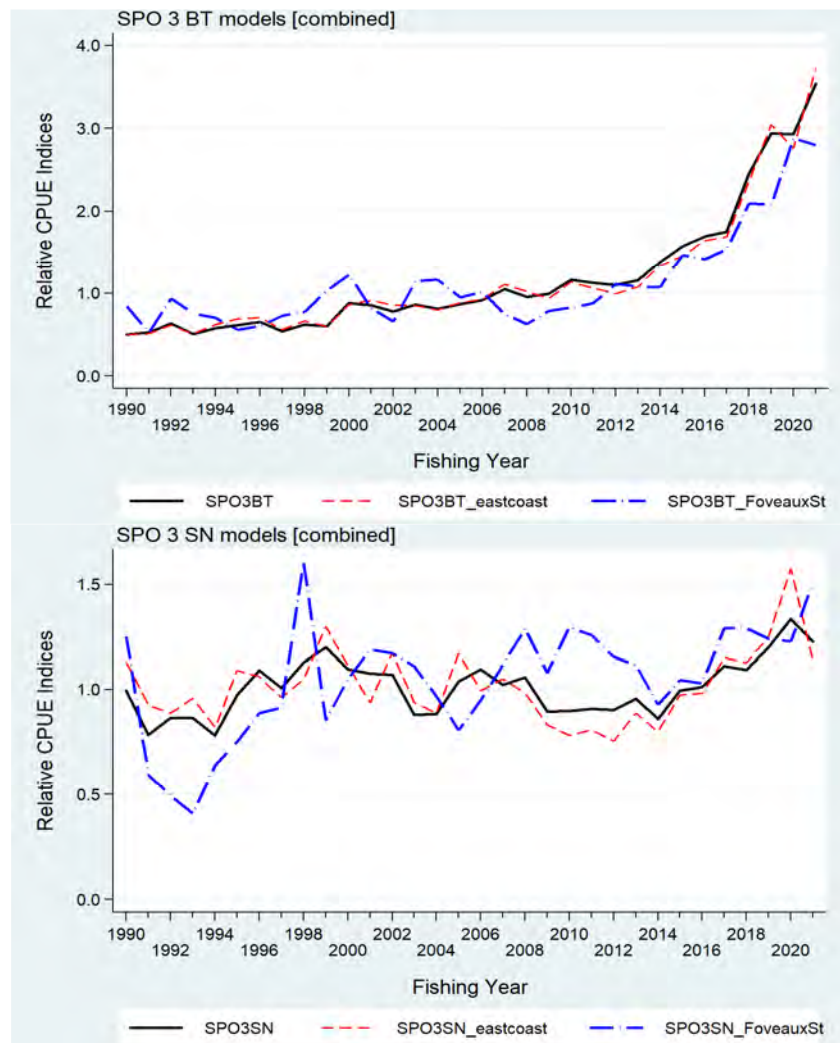 SPO 3 BT models [combined]
4.0
3.0
2.0
1.0
0.0
Relative CPUE Indices
1990 1994 1998 2002 2006 2010 2014 2018
1992 1996 2000 2004 2008 2012 2016 2020
Fishing Year
SPO3BT SPO3BT_eastcoast SPO3BT_FoveauxSt
SPO 3 SN models [combined]
1.5
1.0
0.5
0.0
Relative CPUE Indices
1990 1994 1998 2002 2006 2010 2014 2018
1992 1996 2000 2004 2008 2012 2016 2020
Fishing Year
SPO3SN SPO3SN_eastcoast SPO3SN_FoveauxSt